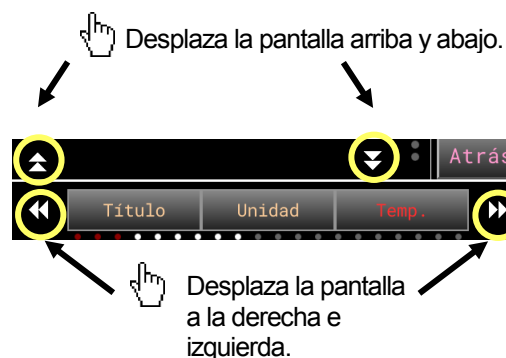 Desplaza la pantalla arriba y abajo.
Atrás
Título Unidad Temp.
Desplaza la pantalla
a la derecha e
izquierda.